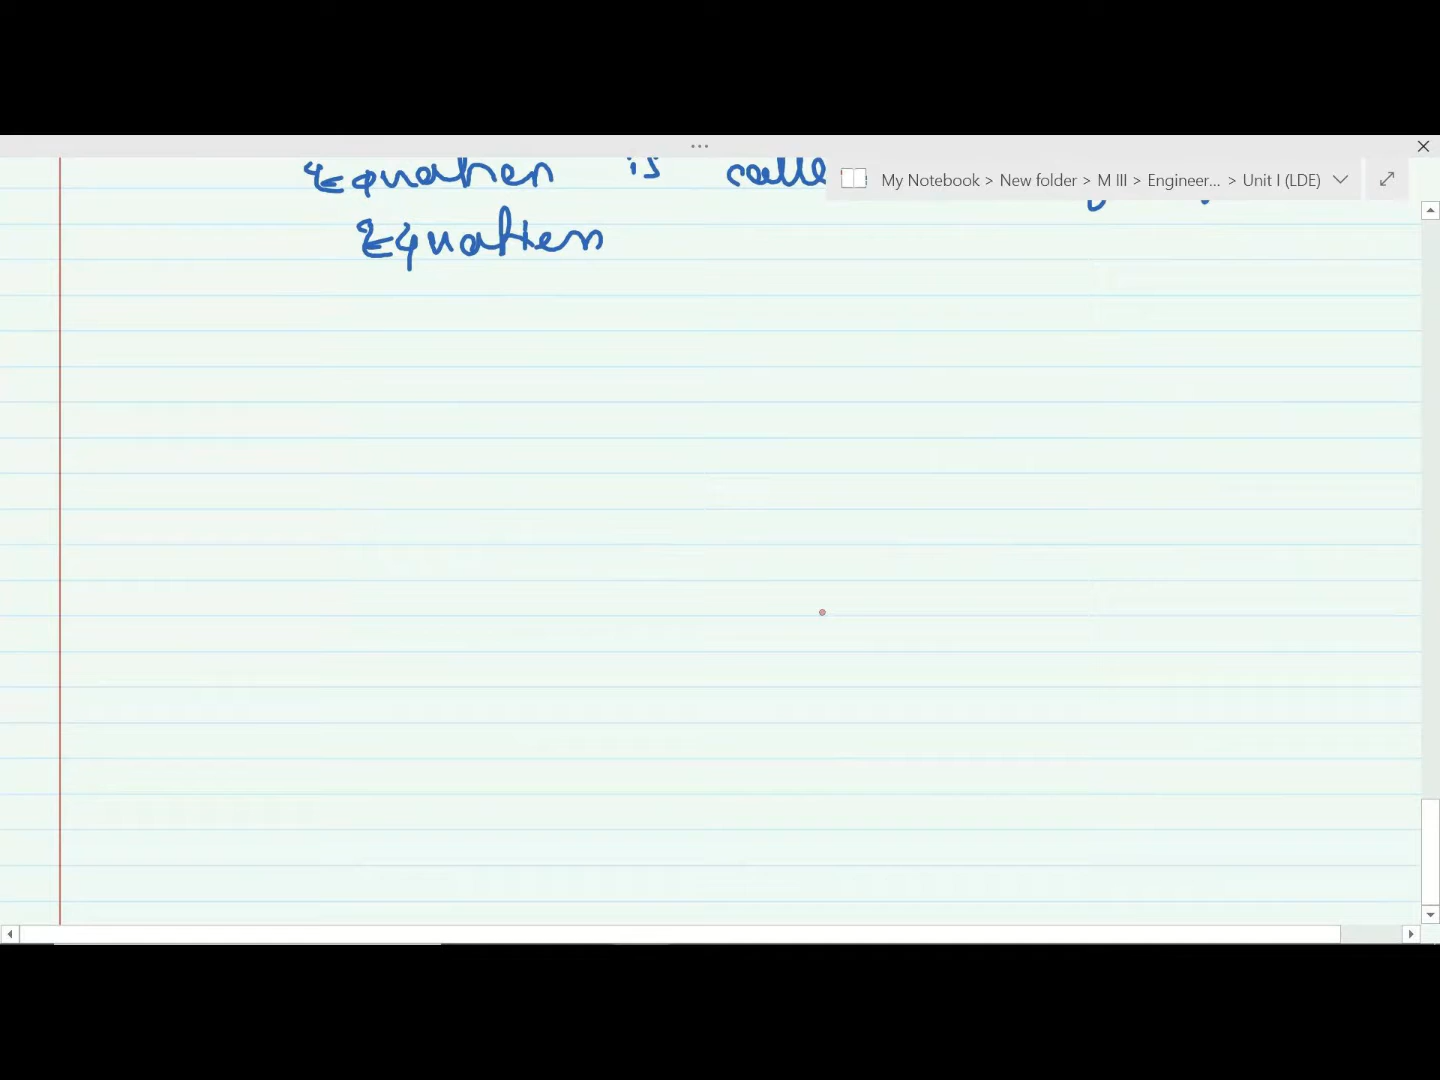 Equation is calle
My Notebook > New folder > M III > Engineer... > Unit I (LDE)
Equation